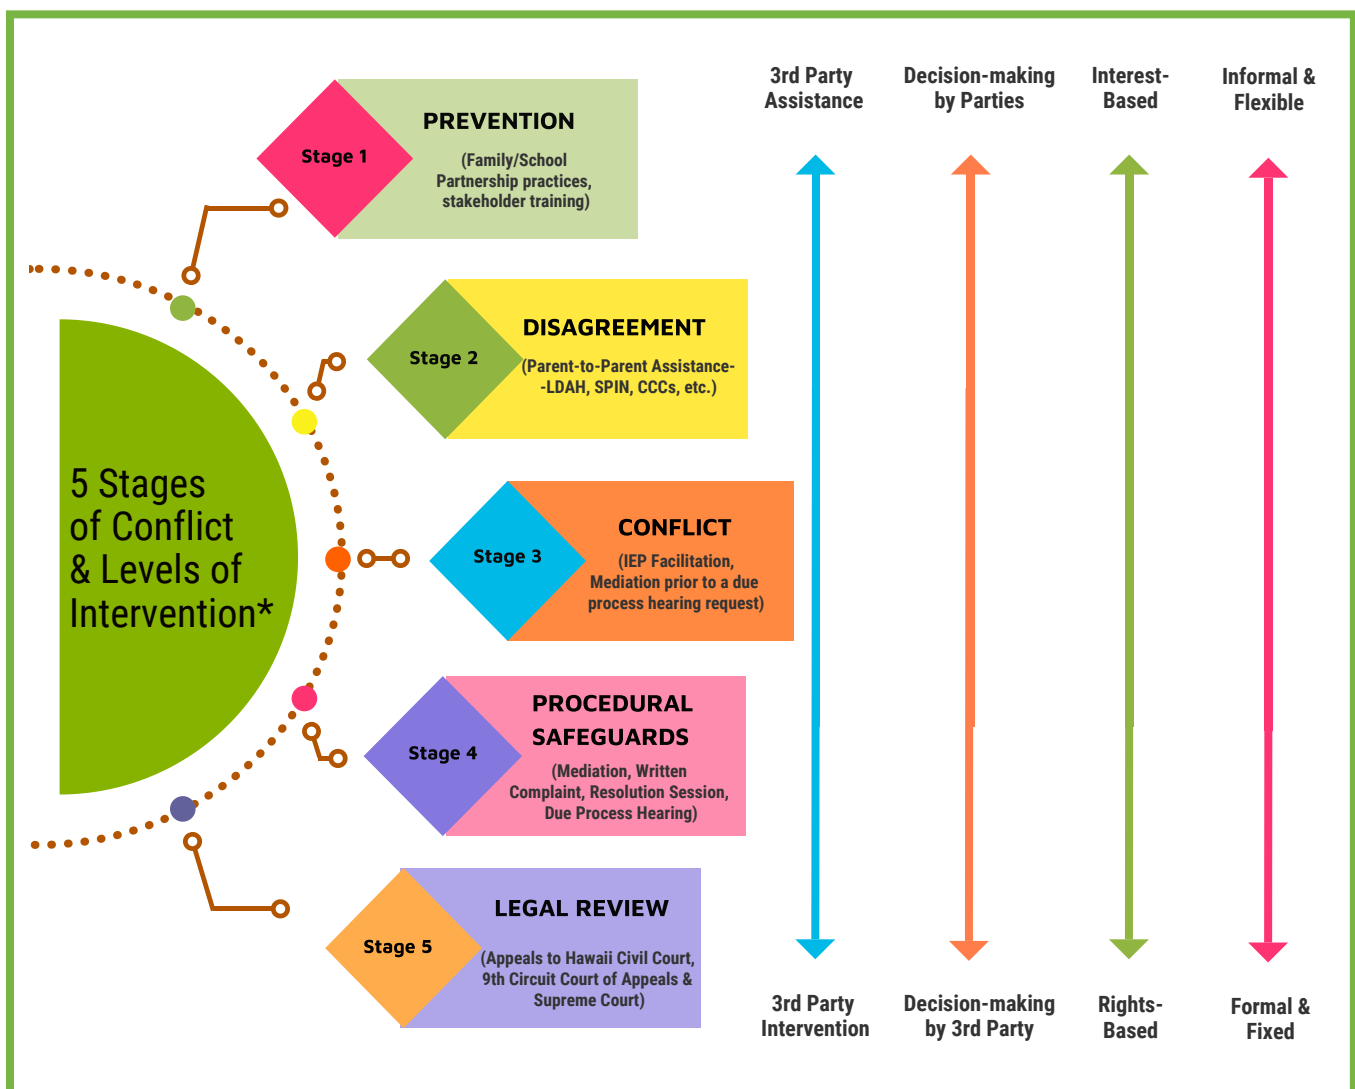 5 Stages
of Conflict
& Levels of
Intervention*
Stage 1
PREVENTION
(Family/School
Partnership practices,
stakeholder training)
Stage 2
DISAGREEMENT
(Parent-to-Parent Assistance-
-LDAH, SPIN, CCCs, etc.)
Stage 3
CONFLICT
(IEP Facilitation,
Mediation prior to a due
process hearing request)
Stage 4
PROCEDURAL
SAFEGUARDS
(Mediation, Written
Complaint, Resolution Session,
Due Process Hearing)
Stage 5
LEGAL REVIEW
(Appeals to Hawaii Civil Court,
9th Circuit Court of Appeals &
Supreme Court)
3rd Party
Assistance
Decision-making
by Parties
Interest-
Based
Informal &
Flexible
3rd Party
Intervention
Decision-making
by 3rd Party
Rights-
Based
Formal &
Fixed